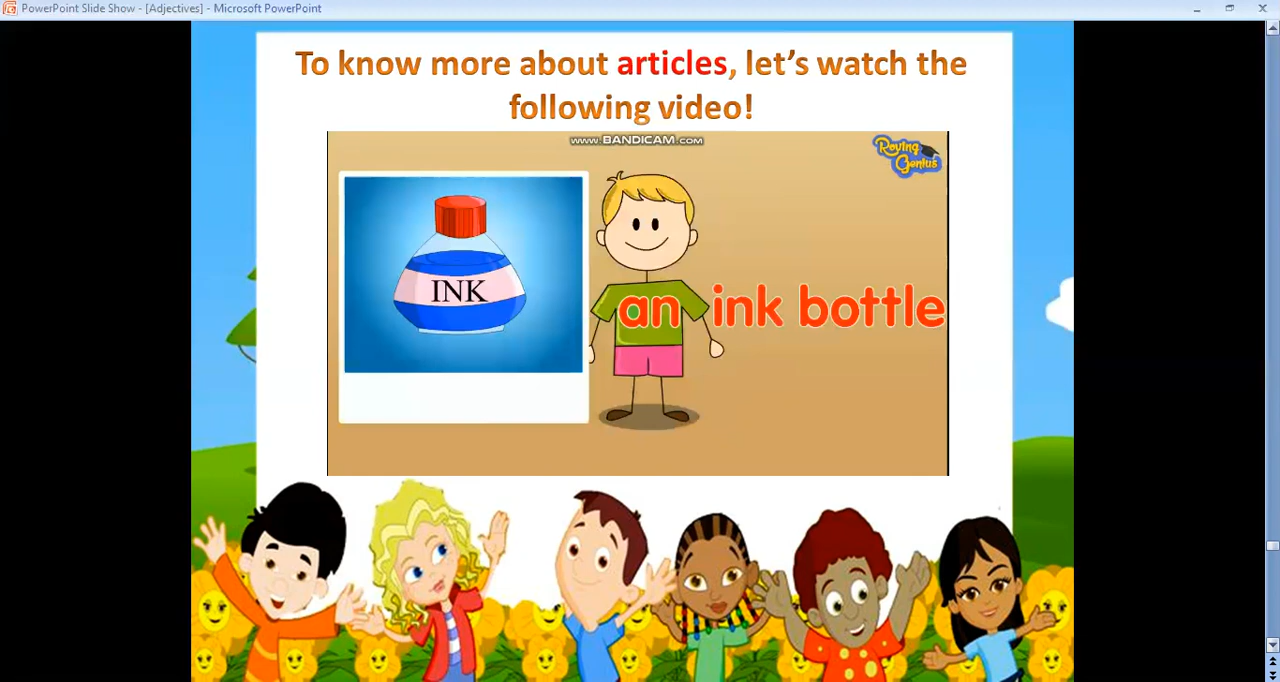 PowerPoint Slide Show - [Adjectives] - Microsoft PowerPoint
To know more about articles, let's watch the
following video!
www.BANDICAM.com
Roving
Genius
INK
an ink bottle